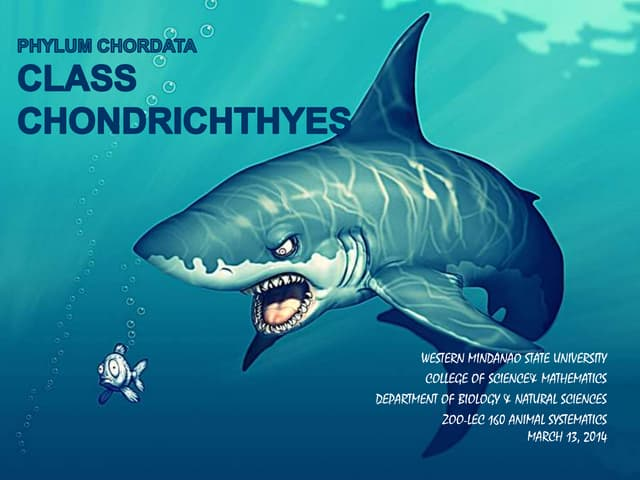 PHYLUM CHORDATA
CLASS
CHONDRICHTHYES
WESTERN MINDANAO STATE UNIVERSITY
COLLEGE OF SCIENCE& MATHEMATICS
DEPARTMENT OF BIOLOGY & NATURAL SCIENCES
ZOO-LEC 160 ANIMAL SYSTEMATICS
MARCH 13, 2014